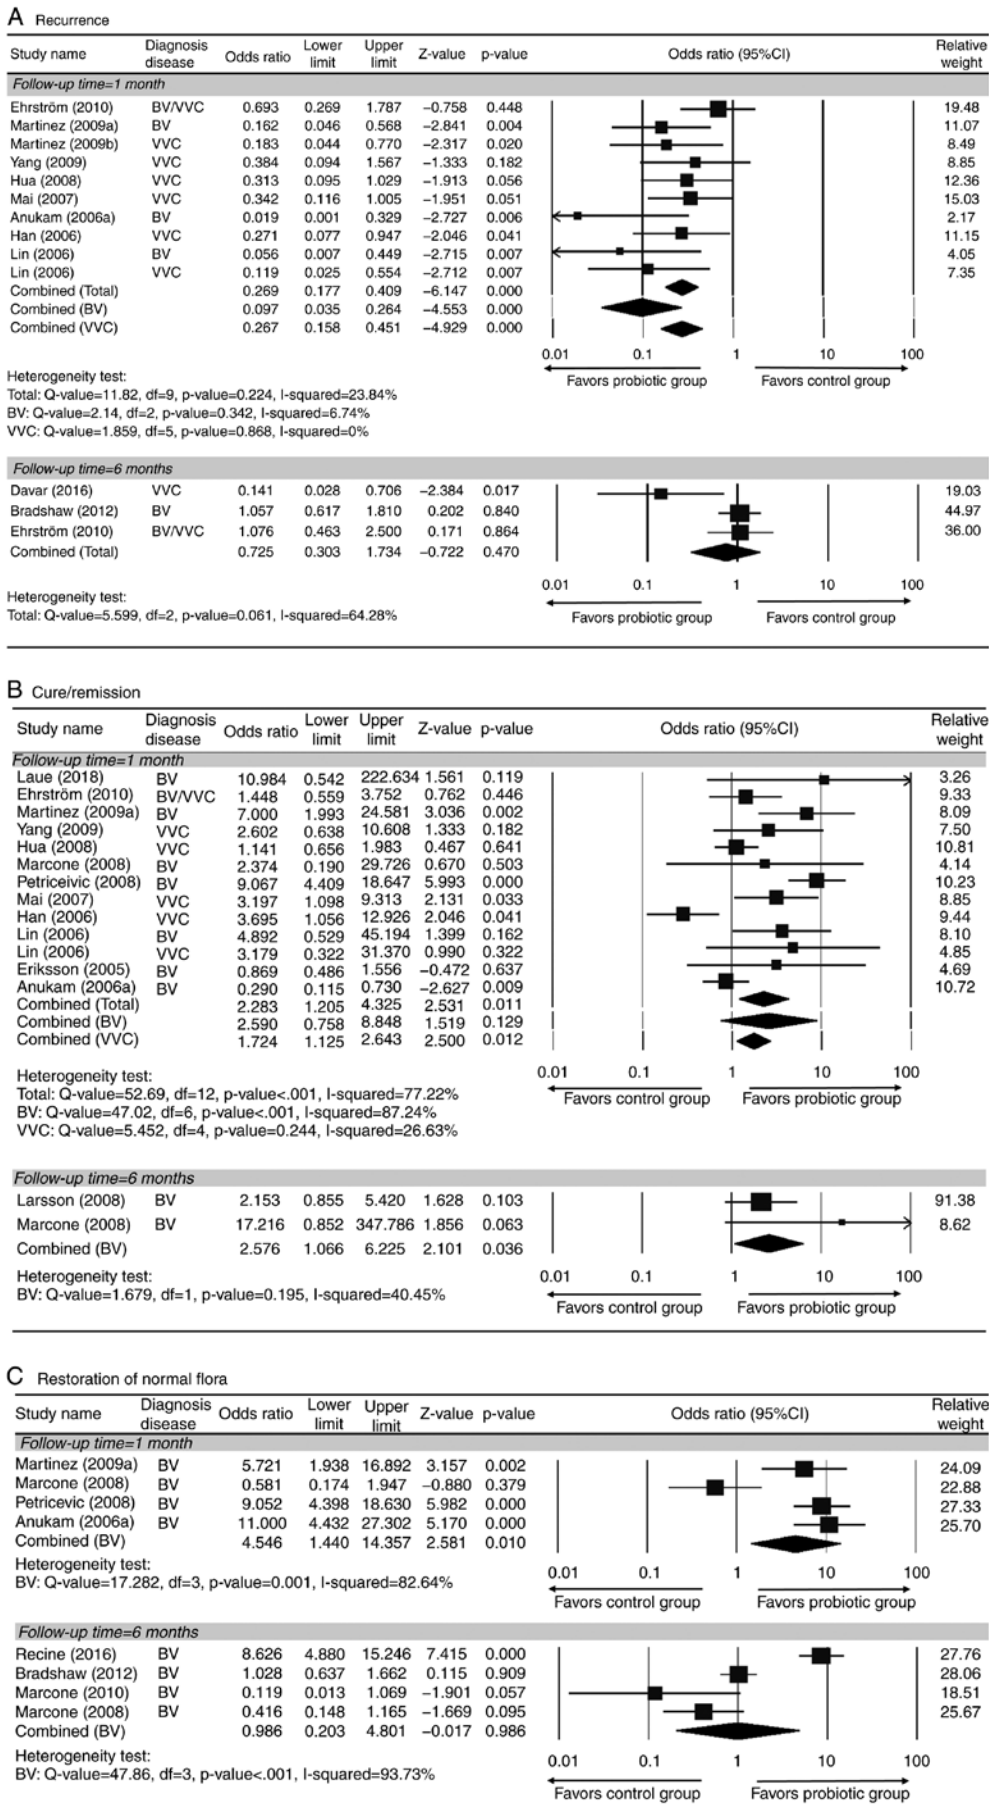 A Recurrence
Study name Diagnosis disease Odds ratio Lower limit Upper limit Z-value p-value Odds ratio (95%CI) Relative weight
Follow-up time=1 month
Ehrström (2010) BV/VVC 0.693 0.269 1.787 −0.758 0.448 19.48
Martinez (2009a) BV 0.162 0.046 0.568 −2.841 0.004 11.07
Martinez (2009b) VVC 0.183 0.044 0.770 −2.317 0.020 8.49
Yang (2009) VVC 0.384 0.094 1.567 −1.333 0.182 8.85
Hua (2008) VVC 0.313 0.095 1.029 −1.913 0.056 12.36
Mai (2007) VVC 0.342 0.116 1.005 −1.951 0.051 15.03
Anukam (2006a) BV 0.019 0.001 0.329 −2.727 0.006 2.17
Han (2006) VVC 0.271 0.077 0.947 −2.046 0.041 11.15
Lin (2006) BV 0.056 0.007 0.449 −2.715 0.007 4.05
Lin (2006) VVC 0.119 0.025 0.554 −2.712 0.007 7.35
Combined (Total) 0.269 0.177 0.409 −6.147 0.000
Combined (BV) 0.097 0.035 0.264 −4.553 0.000
Combined (VVC) 0.267 0.158 0.451 −4.929 0.000
0.01 0.1 1 10 100
Favors probiotic group Favors control group
Heterogeneity test:
Total: Q-value=11.82, df=9, p-value=0.224, I-squared=23.84%
BV: Q-value=2.14, df=2, p-value=0.342, I-squared=6.74%
VVC: Q-value=1.859, df=5, p-value=0.868, I-squared=0%
Follow-up time=6 months
Davar (2016) VVC 0.141 0.028 0.706 −2.384 0.017 19.03
Bradshaw (2012) BV 1.057 0.617 1.810 0.202 0.840 44.97
Ehrström (2010) BV/VVC 1.076 0.463 2.500 0.171 0.864 36.00
Combined (Total) 0.725 0.303 1.734 −0.722 0.470
0.01 0.1 1 10 100
Favors probiotic group Favors control group
Heterogeneity test:
Total: Q-value=5.599, df=2, p-value=0.061, I-squared=64.28%
B Cure/remission
Study name Diagnosis disease Odds ratio Lower limit Upper limit Z-value p-value Odds ratio (95%CI) Relative weight
Follow-up time=1 month
Laue (2018) BV 10.984 0.542 222.634 1.561 0.119 3.26
Ehrström (2010) BV/VVC 1.448 0.559 3.752 0.762 0.446 9.33
Martinez (2009a) BV 7.000 1.993 24.581 3.036 0.002 8.09
Yang (2009) VVC 2.602 0.638 10.608 1.333 0.182 7.50
Hua (2008) VVC 1.141 0.656 1.983 0.467 0.641 10.81
Marcone (2008) BV 2.374 0.190 29.726 0.670 0.503 4.14
Petriceivic (2008) BV 9.067 4.409 18.647 5.993 0.000 10.23
Mai (2007) VVC 3.197 1.098 9.313 2.131 0.033 8.85
Han (2006) VVC 3.695 1.056 12.926 2.046 0.041 9.44
Lin (2006) BV 4.892 0.529 45.194 1.399 0.162 8.10
Lin (2006) VVC 3.179 0.322 31.370 0.990 0.322 4.85
Eriksson (2005) BV 0.869 0.486 1.556 −0.472 0.637 4.69
Anukam (2006a) BV 0.290 0.115 0.730 −2.627 0.009 10.72
Combined (Total) 2.283 1.205 4.325 2.531 0.011
Combined (BV) 2.590 0.758 8.848 1.519 0.129
Combined (VVC) 1.724 1.125 2.643 2.500 0.012
0.01 0.1 1 10 100
Favors control group Favors probiotic group
Heterogeneity test:
Total: Q-value=52.69, df=12, p-value<.001, I-squared=77.22%
BV: Q-value=47.02, df=6, p-value<.001, I-squared=87.24%
VVC: Q-value=5.452, df=4, p-value=0.244, I-squared=26.63%
Follow-up time=6 months
Larsson (2008) BV 2.153 0.855 5.420 1.628 0.103 91.38
Marcone (2008) BV 17.216 0.852 347.786 1.856 0.063 8.62
Combined (BV) 2.576 1.066 6.225 2.101 0.036
0.01 0.1 1 10 100
Favors control group Favors probiotic group
Heterogeneity test:
BV: Q-value=1.679, df=1, p-value=0.195, I-squared=40.45%
C Restoration of normal flora
Study name Diagnosis disease Odds ratio Lower limit Upper limit Z-value p-value Odds ratio (95%CI) Relative weight
Follow-up time=1 month
Martinez (2009a) BV 5.721 1.938 16.892 3.157 0.002 24.09
Marcone (2008) BV 0.581 0.174 1.947 −0.880 0.379 22.88
Petricevic (2008) BV 9.052 4.398 18.630 5.982 0.000 27.33
Anukam (2006a) BV 11.000 4.432 27.302 5.170 0.000 25.70
Combined (BV) 4.546 1.440 14.357 2.581 0.010
Heterogeneity test:
BV: Q-value=17.282, df=3, p-value=0.001, I-squared=82.64%
0.01 0.1 1 10 100
Favors control group Favors probiotic group
Follow-up time=6 months
Recine (2016) BV 8.626 4.880 15.246 7.415 0.000 27.76
Bradshaw (2012) BV 1.028 0.637 1.662 0.115 0.909 28.06
Marcone (2010) BV 0.119 0.013 1.069 −1.901 0.057 18.51
Marcone (2008) BV 0.416 0.148 1.165 −1.669 0.095 25.67
Combined (BV) 0.986 0.203 4.801 −0.017 0.986
Heterogeneity test:
BV: Q-value=47.86, df=3, p-value<.001, I-squared=93.73%
0.01 0.1 1 10 100
Favors control group Favors probiotic group